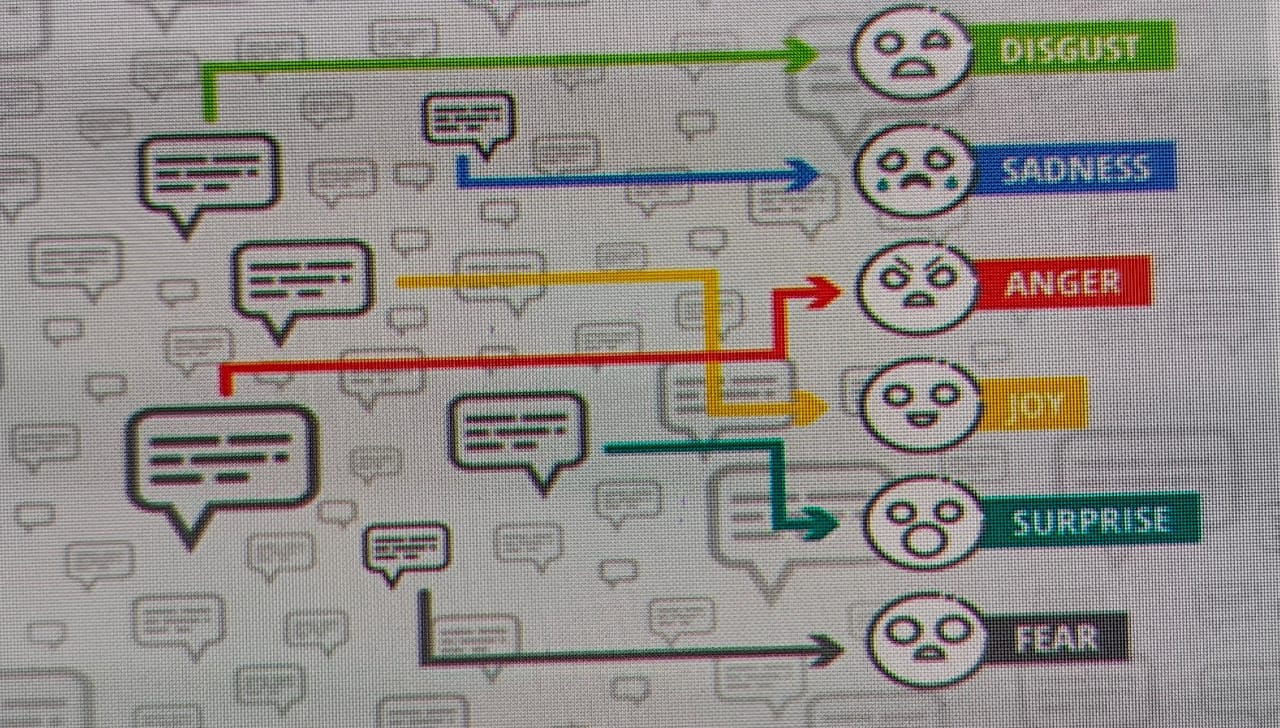 DISGUST
SADNESS
ANGER
JOY
SURPRISE
FEAR